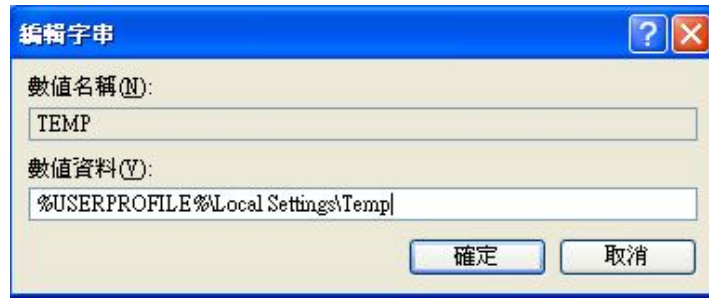 編輯字串
數值名稱(N):
TEMP
數值資料(V):
%USERPROFILE%\Local Settings\Temp
確定 取消